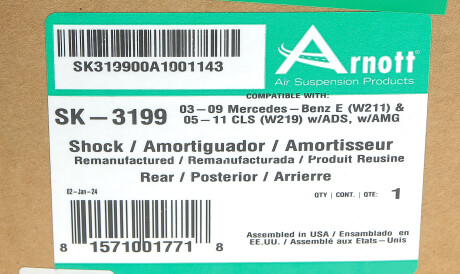 SK319900A1001143
Arnott
Air Suspension Products
COMPATIBLE WITH:
SK-3199
03-09 Mercedes-Benz E (W211) &
05-11 CLS (W219) w/ADS, w/AMG
Shock / Amortiguador / Amortisseur
Remanufactured / Remanufacturada / Produit Reusine
Rear / Posterior / Arrierre
02-Jan-24
QTY | CONT. | QTE: 1
8 1571001771 8
Assembled in USA / Ensamblado en
EE.UU. / Assemblé aux Etats-Unis